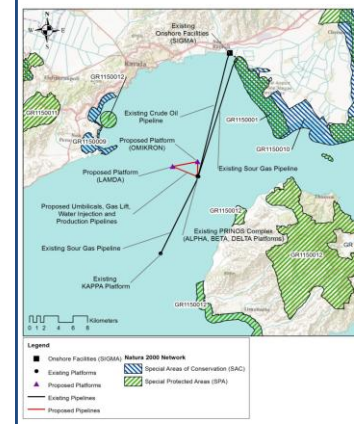 N
Existing
Onshore Facilities
(SIGMA)
Kavala
GR1150012
GR1150011
Existing Crude Oil
Pipeline
GR1150009
Proposed Platform
(OMIKRON)
GR1150001
GR1150010
Proposed Platform
(LAMDA)
Existing Sour Gas Pipeline
Proposed Umbilicals, Gas Lift,
Water Injection and
Production Pipelines
GR1150012
Existing PRINOS Complex
(ALPHA, BETA, DELTA Platforms)
Existing Sour Gas Pipeline
GR1150012
Existing
KAPPA Platform
GR1150012
Kilometers
0 1 2 4 6 8
Legend
Onshore Facilities (SIGMA)
Existing Platforms
Proposed Platforms
Existing Pipelines
Proposed Pipelines
Natura 2000 Network
Special Areas of Conservation (SAC)
Special Protected Areas (SPA)